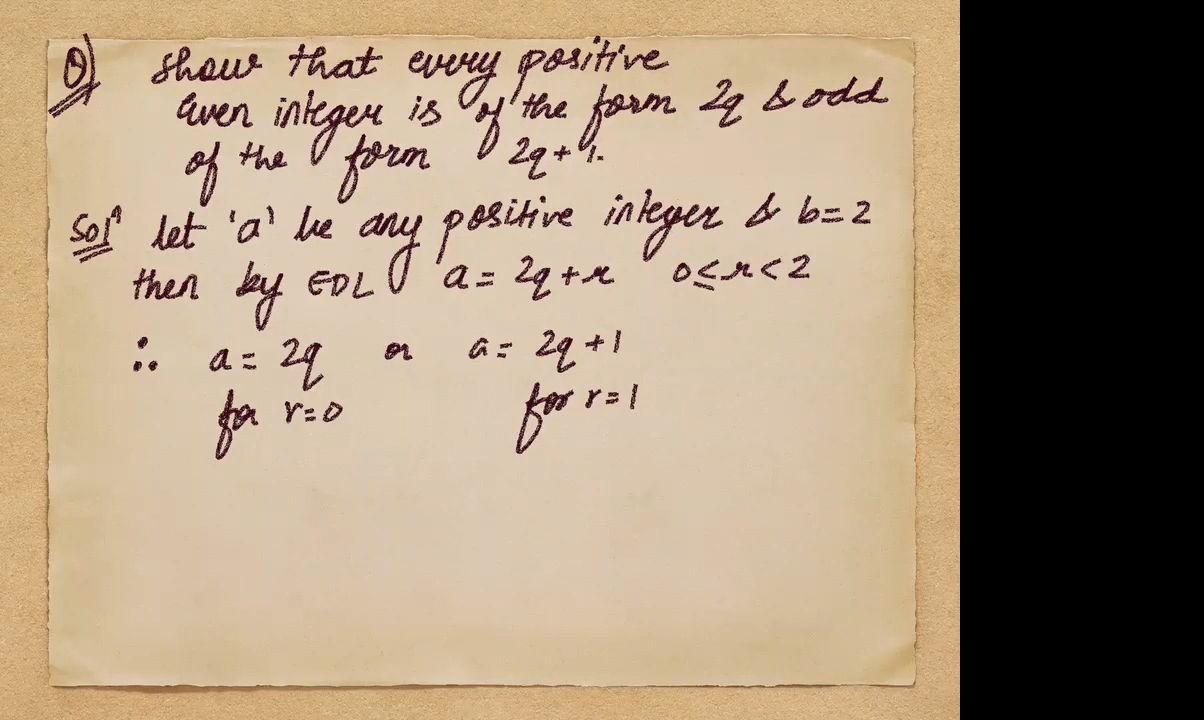 Q) Show that every positive
Even integer is of the form 2q & odd
of the form 2q + 1.
Solⁿ let 'a' be any positive integer & b=2
then by EDL a = 2q + r 0 ≤ r < 2
∴ a = 2q or a = 2q + 1
for r=0 for r=1